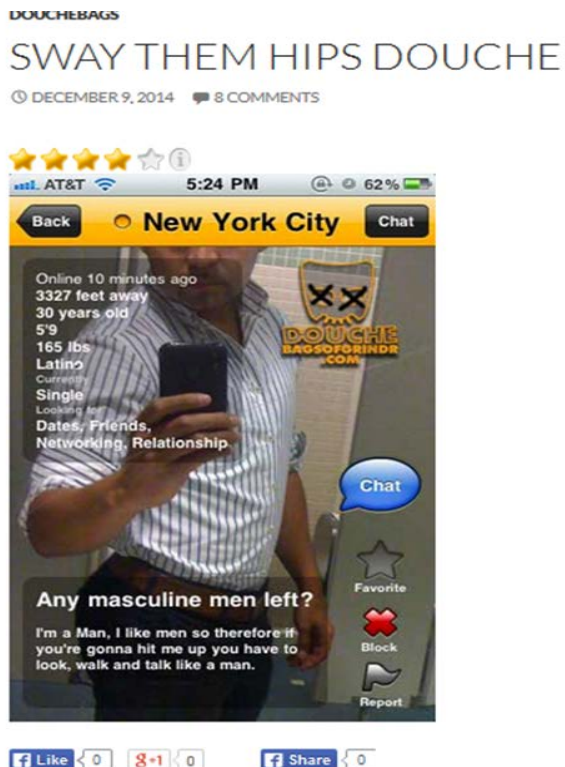 DOUCHEBAGS
SWAY THEM HIPS DOUCHE
DECEMBER 9, 2014 8 COMMENTS
AT&T 5:24 PM 62%
Back New York City Chat
Online 10 minutes ago
3327 feet away
30 years old
5'9
165 lbs
Latino
Currently
Single
Looking for
Dates, Friends,
Networking, Relationship
DOUCHE
BAGSOFGRINDR
.COM
Chat
Favorite
Any masculine men left?
I'm a Man, I like men so therefore if
you're gonna hit me up you have to
look, walk and talk like a man.
Block
Report
Like 0 +1 0 Share 0